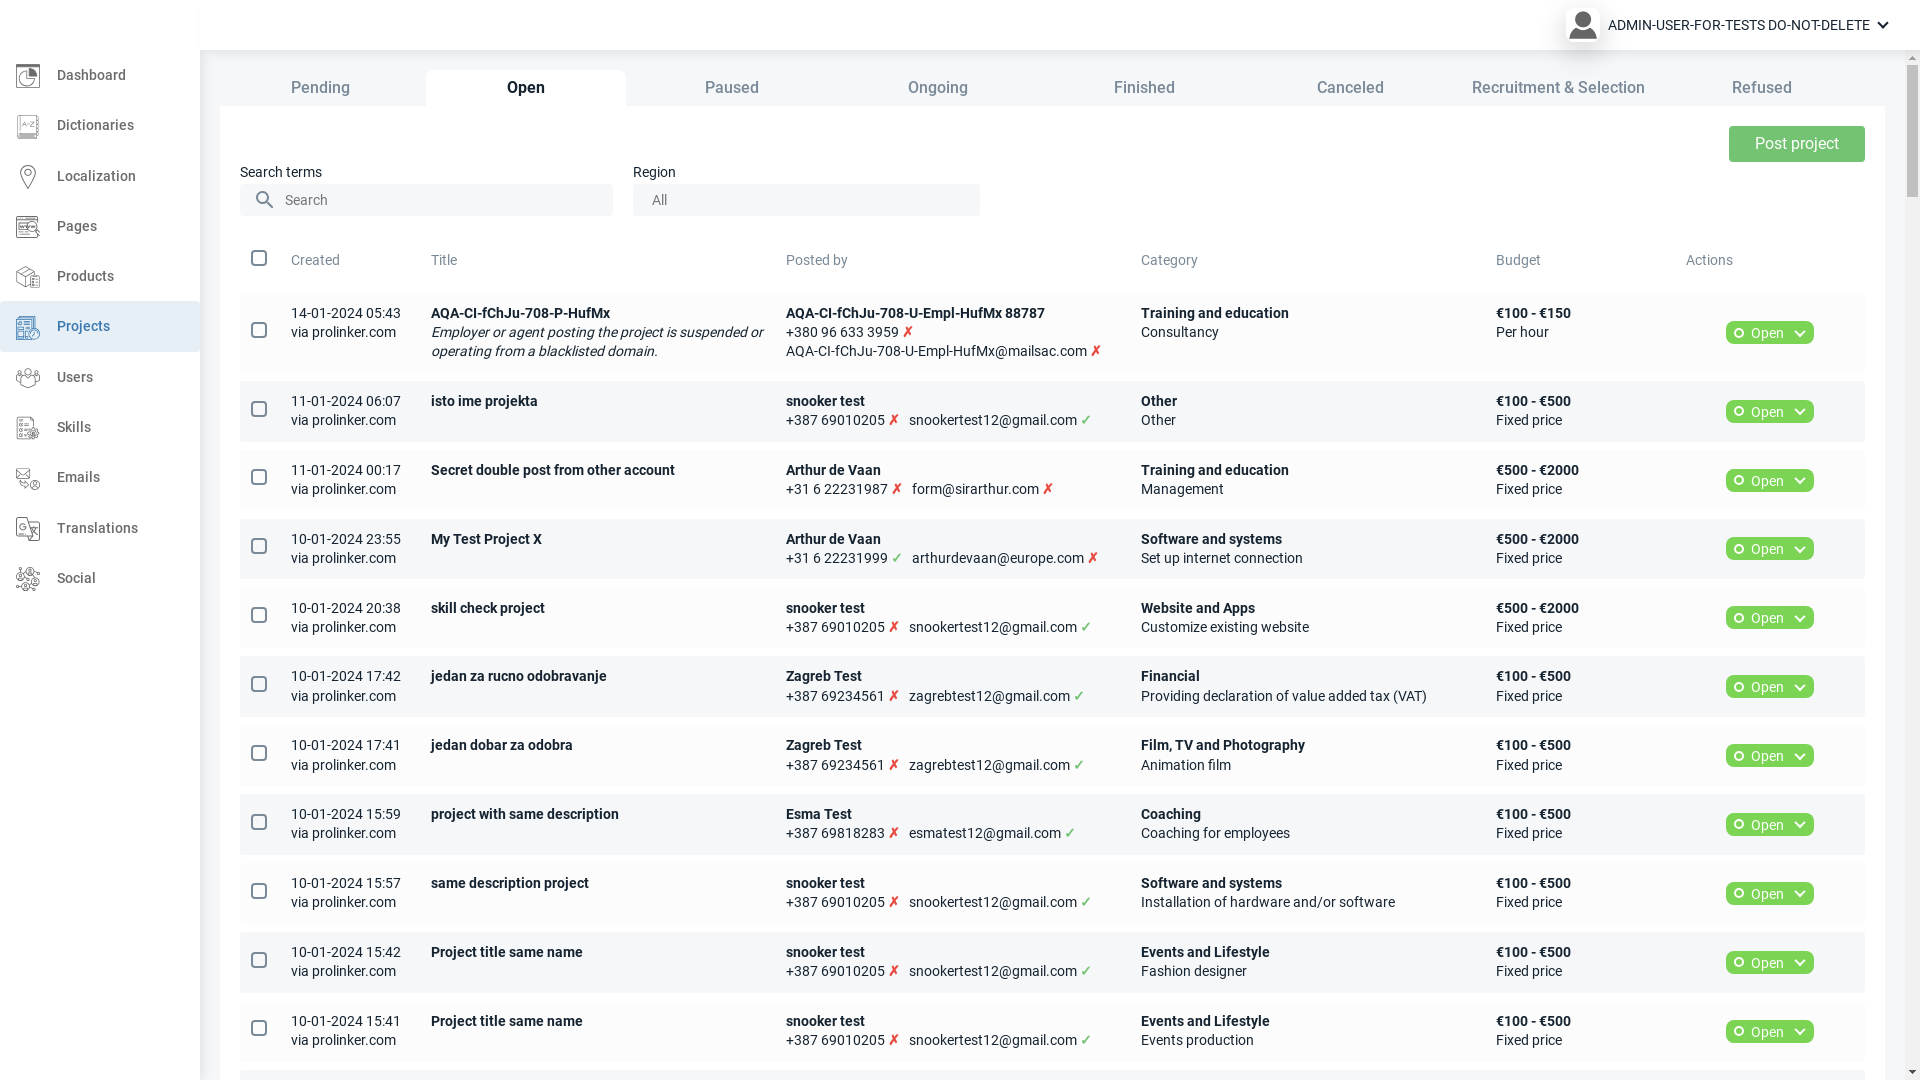 ADMIN-USER-FOR-TESTS DO-NOT-DELETE
Dashboard
Dictionaries
A-Z
Localization
Pages
Products
Projects
Users
Skills
Emails
Translations
Social
Pending Open Paused Ongoing Finished Canceled Recruitment & Selection Refused
Post project
Search terms Region
Search All
Created Title Posted by Category Budget Actions
14-01-2024 05:43 AQA-CI-fChJu-708-P-HufMx AQA-CI-fChJu-708-U-Empl-HufMx 88787 Training and education €100 - €150
via prolinker.com Employer or agent posting the project is suspended or +380 96 633 3959 ✗ Consultancy Per hour Open
operating from a blacklisted domain. AQA-CI-fChJu-708-U-Empl-HufMx@mailsac.com ✗
11-01-2024 06:07 isto ime projekta snooker test Other €100 - €500 Open
via prolinker.com +387 69010205 ✗ snookertest12@gmail.com ✓ Other Fixed price
11-01-2024 00:17 Secret double post from other account Arthur de Vaan Training and education €500 - €2000 Open
via prolinker.com +31 6 22231987 ✗ form@sirarthur.com ✗ Management Fixed price
10-01-2024 23:55 My Test Project X Arthur de Vaan Software and systems €500 - €2000 Open
via prolinker.com +31 6 22231999 ✓ arthurdevaan@europe.com ✗ Set up internet connection Fixed price
10-01-2024 20:38 skill check project snooker test Website and Apps €500 - €2000 Open
via prolinker.com +387 69010205 ✗ snookertest12@gmail.com ✓ Customize existing website Fixed price
10-01-2024 17:42 jedan za rucno odobravanje Zagreb Test Financial €100 - €500 Open
via prolinker.com +387 69234561 ✗ zagrebtest12@gmail.com ✓ Providing declaration of value added tax (VAT) Fixed price
10-01-2024 17:41 jedan dobar za odobra Zagreb Test Film, TV and Photography €100 - €500 Open
via prolinker.com +387 69234561 ✗ zagrebtest12@gmail.com ✓ Animation film Fixed price
10-01-2024 15:59 project with same description Esma Test Coaching €100 - €500 Open
via prolinker.com +387 69818283 ✗ esmatest12@gmail.com ✓ Coaching for employees Fixed price
10-01-2024 15:57 same description project snooker test Software and systems €100 - €500 Open
via prolinker.com +387 69010205 ✗ snookertest12@gmail.com ✓ Installation of hardware and/or software Fixed price
10-01-2024 15:42 Project title same name snooker test Events and Lifestyle €100 - €500 Open
via prolinker.com +387 69010205 ✗ snookertest12@gmail.com ✓ Fashion designer Fixed price
10-01-2024 15:41 Project title same name snooker test Events and Lifestyle €100 - €500 Open
via prolinker.com +387 69010205 ✗ snookertest12@gmail.com ✓ Events production Fixed price